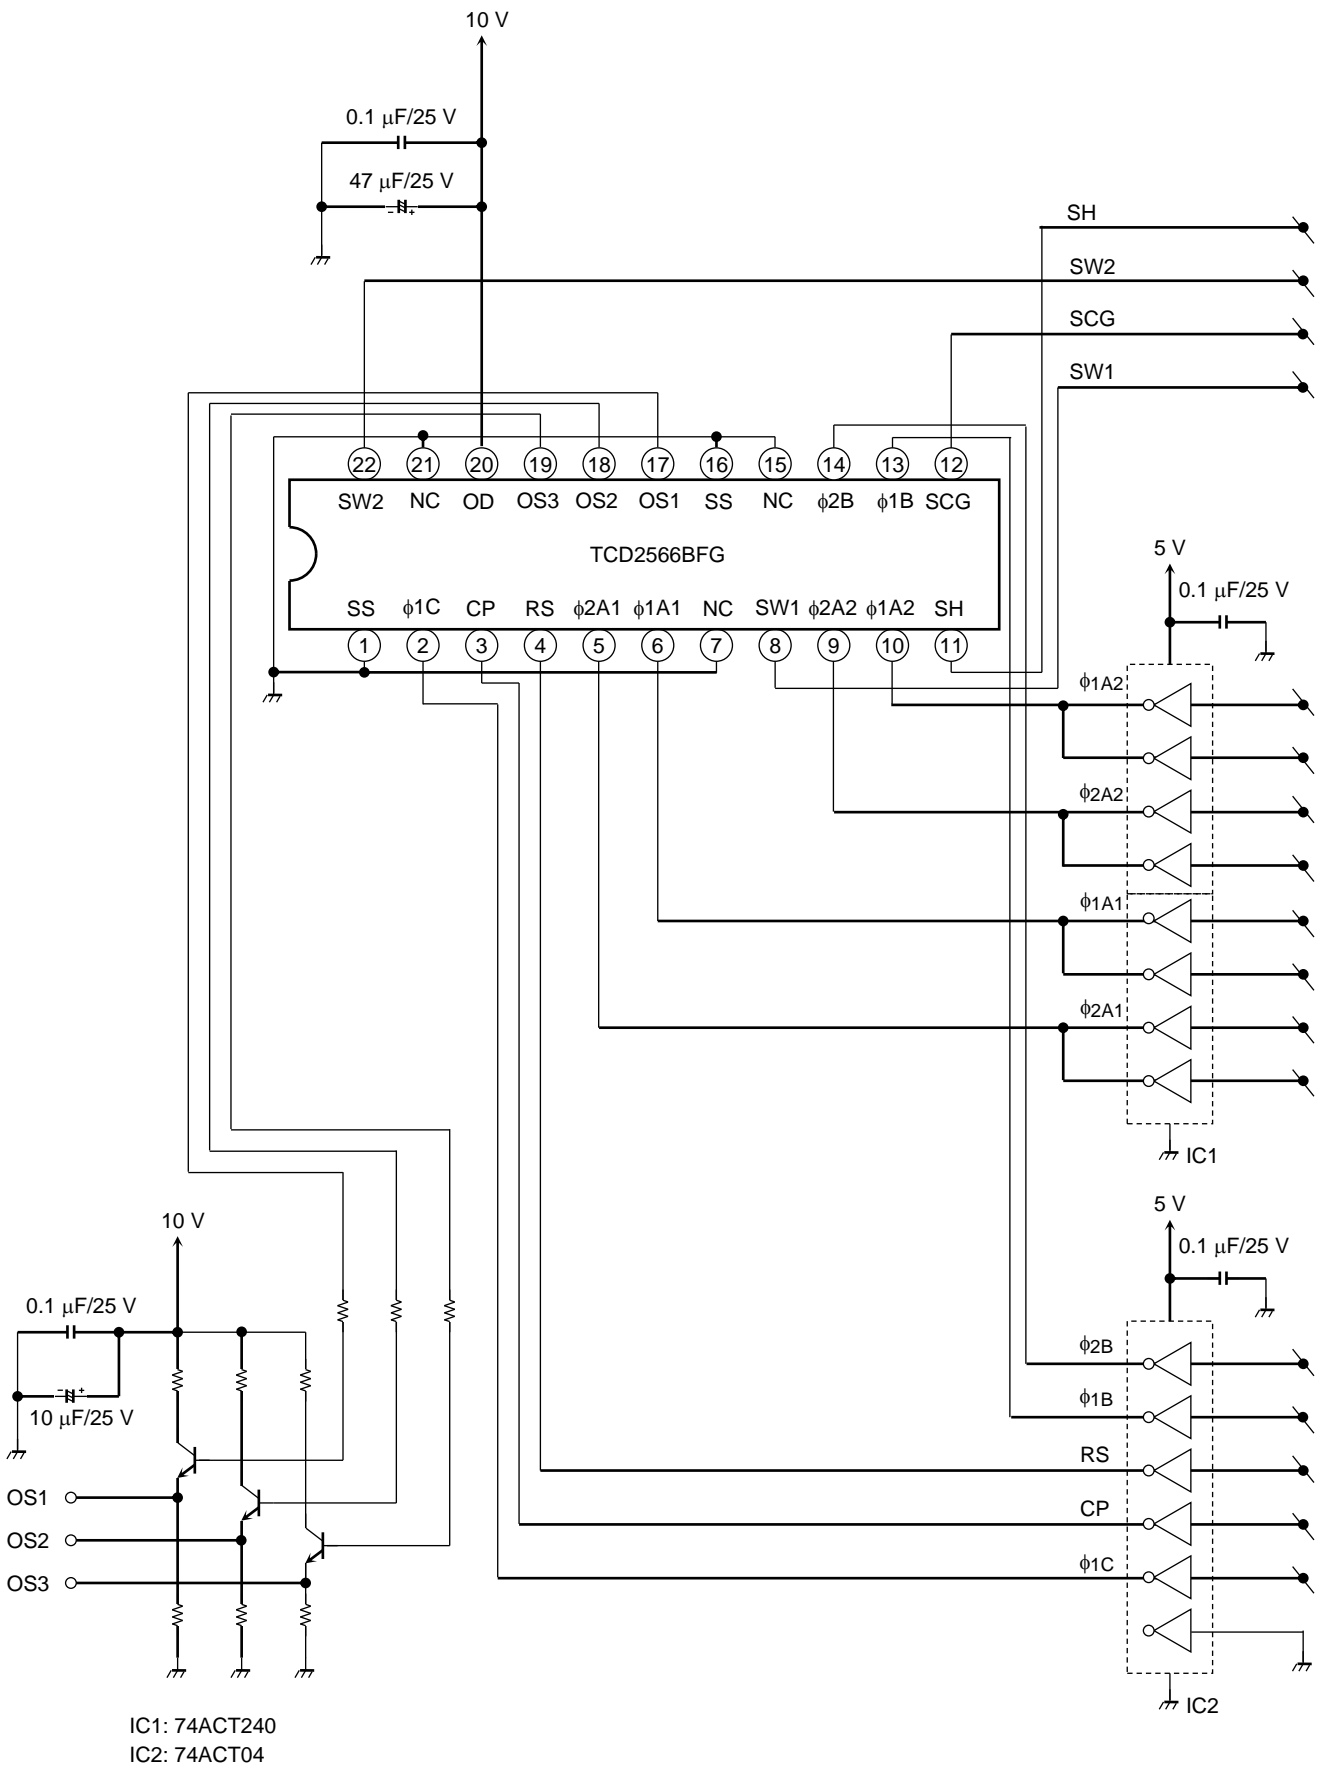 10 V
0.1 μF/25 V
47 μF/25 V
SH
SW2
SCG
SW1
22 21 20 19 18 17 16 15 14 13 12
SW2 NC OD OS3 OS2 OS1 SS NC ϕ2B ϕ1B SCG
TCD2566BFG
SS ϕ1C CP RS ϕ2A1 ϕ1A1 NC SW1 ϕ2A2 ϕ1A2 SH
1 2 3 4 5 6 7 8 9 10 11
5 V
0.1 μF/25 V
ϕ1A2
ϕ2A2
ϕ1A1
ϕ2A1
IC1
5 V
0.1 μF/25 V
ϕ2B
ϕ1B
RS
CP
ϕ1C
IC2
10 V
0.1 μF/25 V
10 μF/25 V
OS1
OS2
OS3
IC1: 74ACT240
IC2: 74ACT04